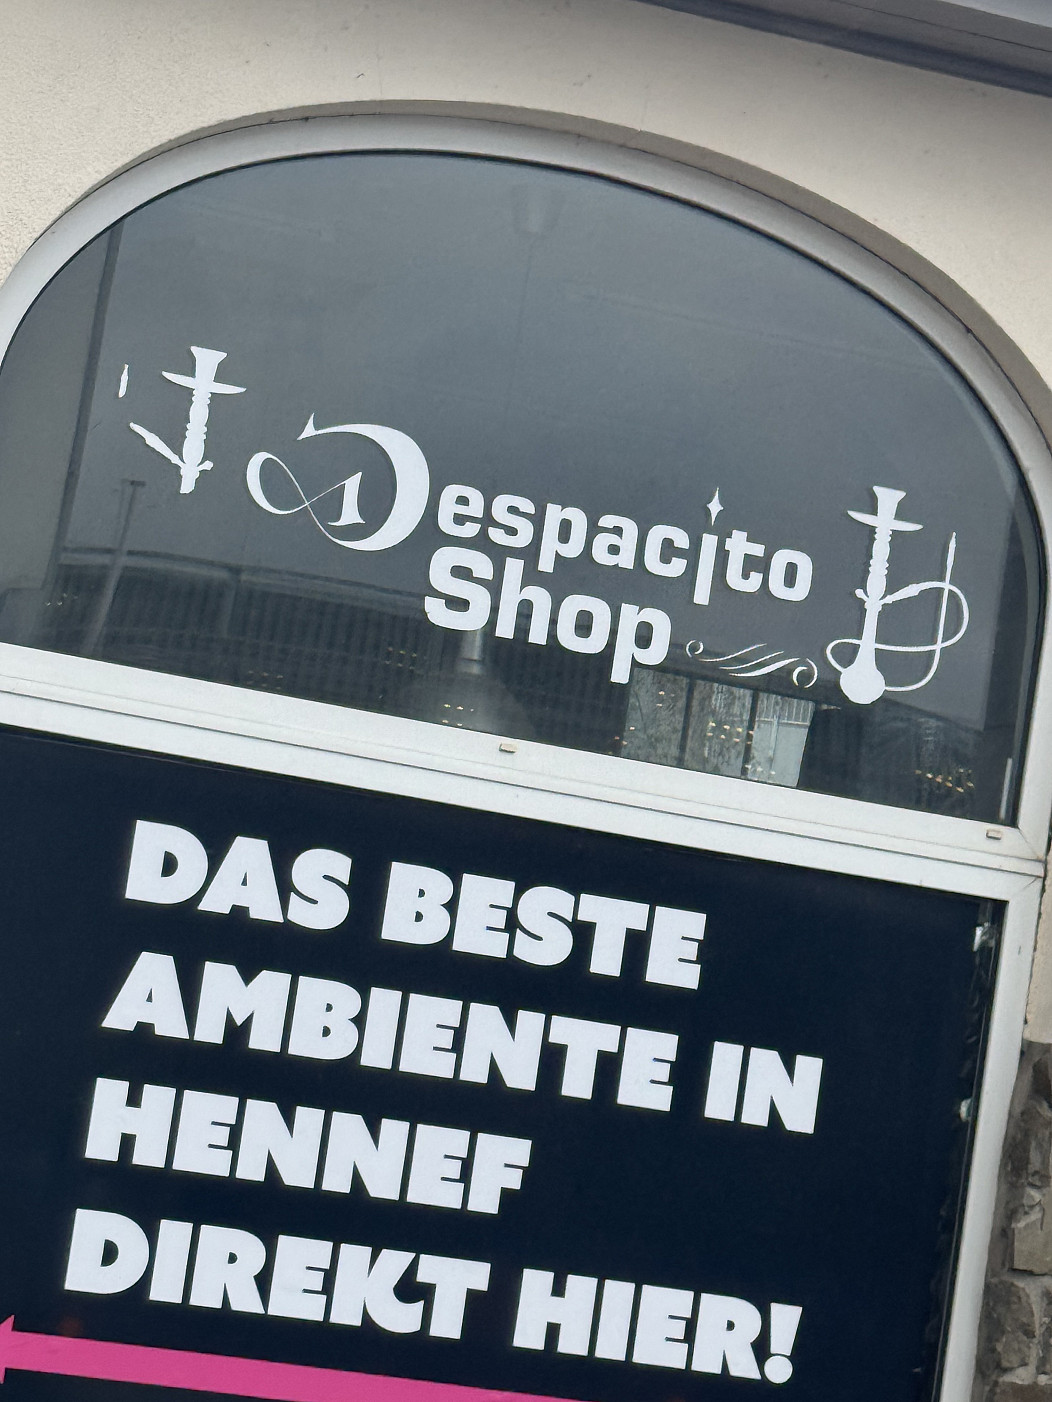 Despacito
Shop
DAS BESTE
AMBIENTE IN
HENNEF
DIREKT HIER!